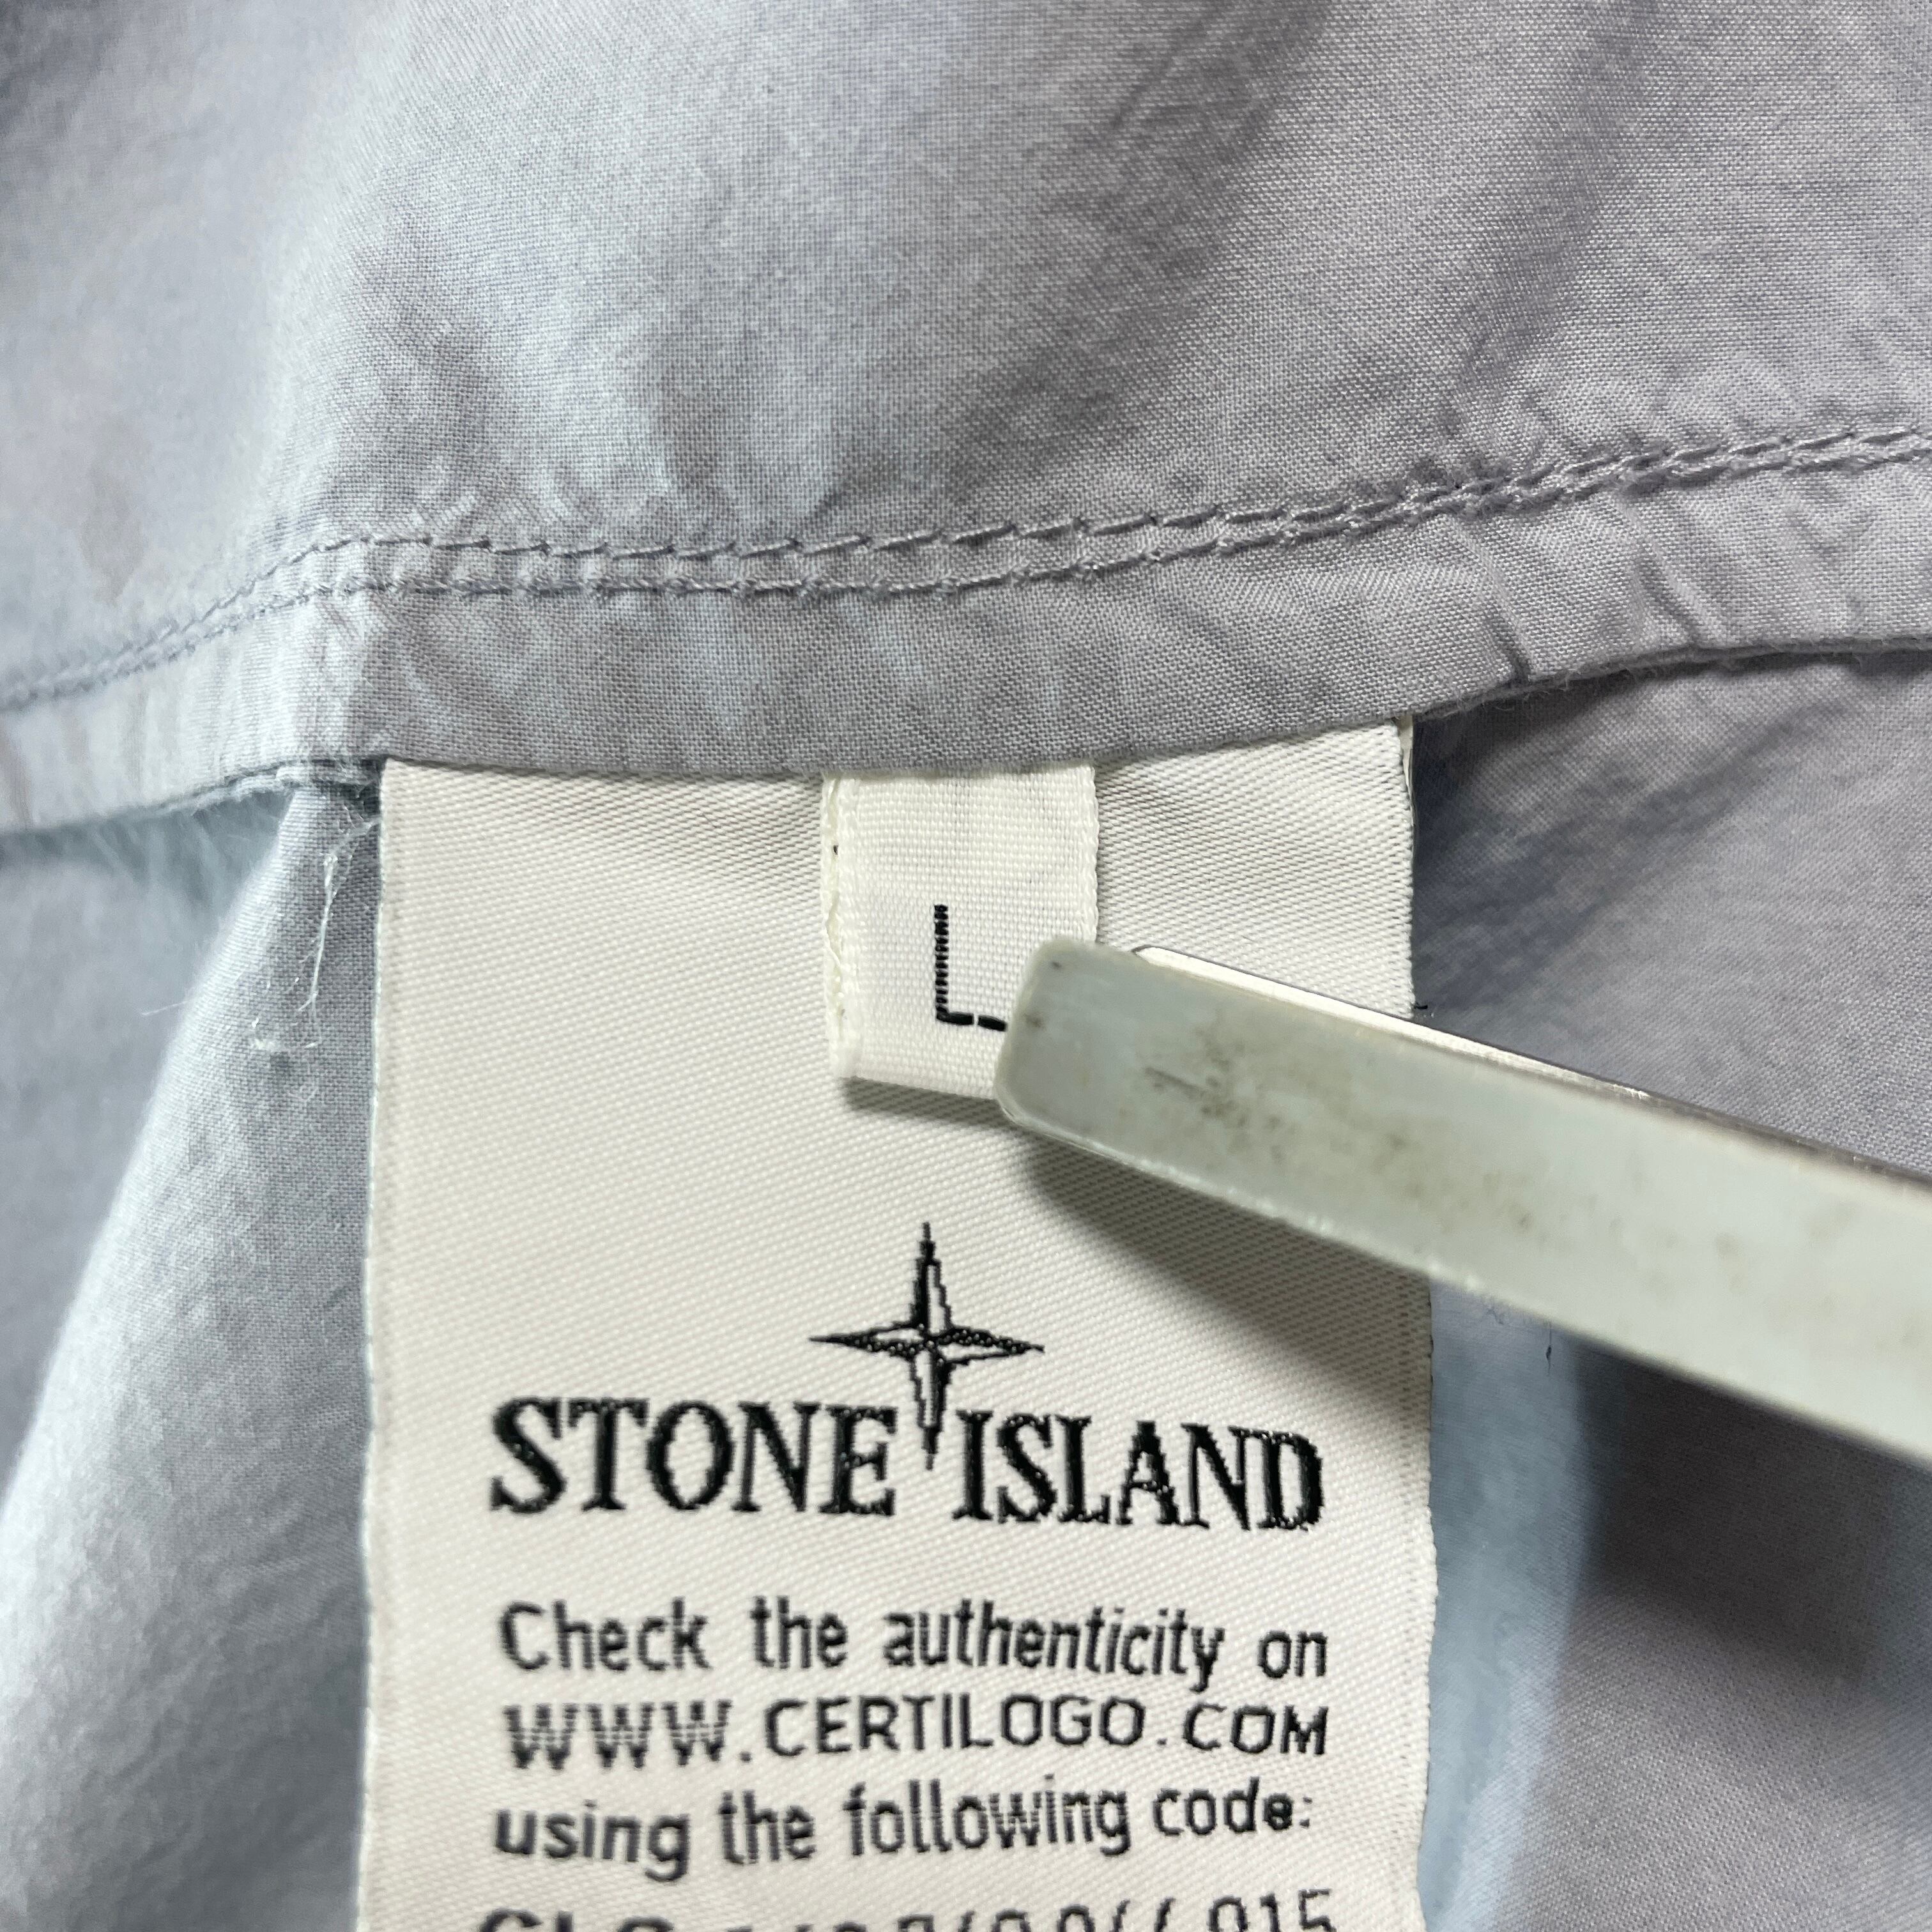 L
STONE ISLAND
Check the authenticity on
WWW.CERTILOGO.COM
using the following code: